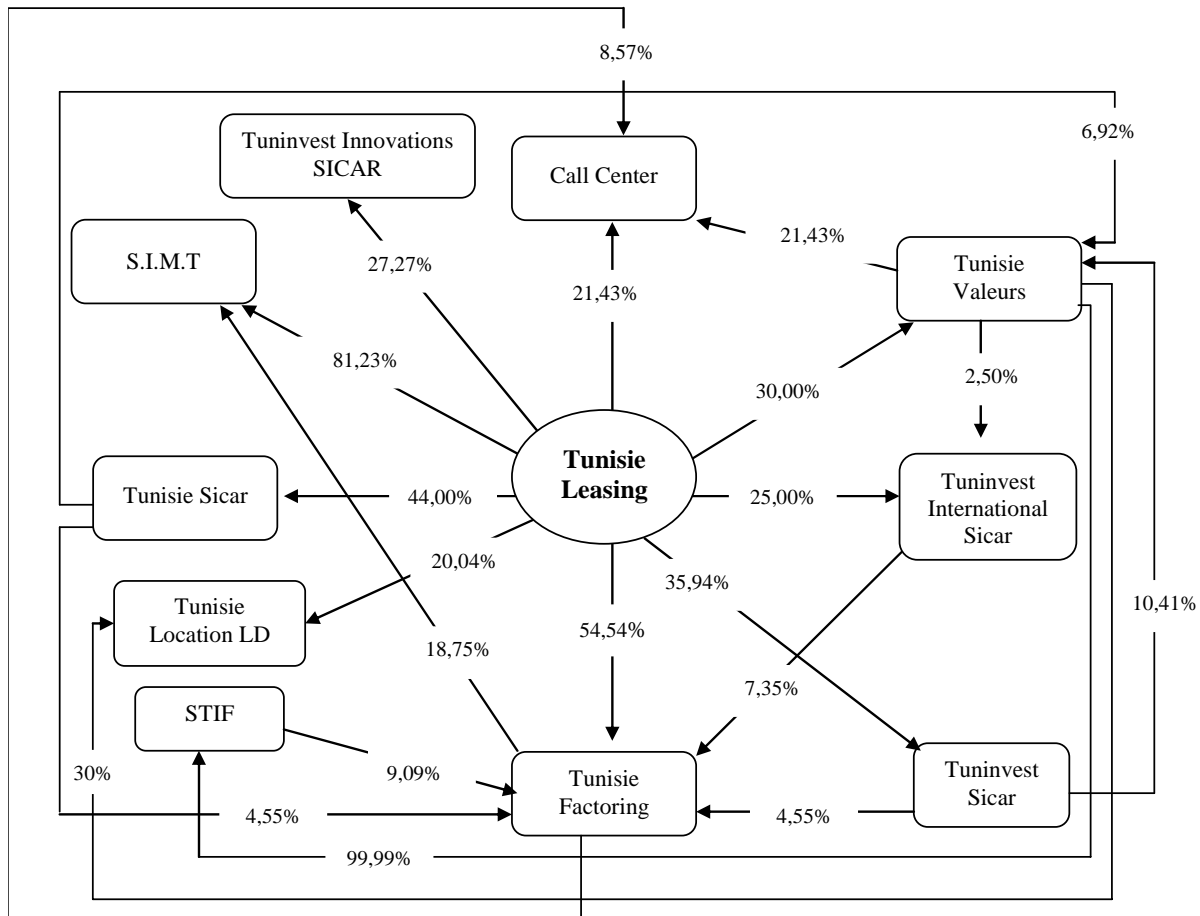 8,57%
6,92%
Tuninvest Innovations
SICAR
Call Center
21,43%
S.I.M.T
27,27%
21,43%
Tunisie
Valeurs
81,23%
30,00%
2,50%
Tunisie
Leasing
Tunisie Sicar
44,00%
25,00%
Tuninvest
International
Sicar
20,04%
35,94%
10,41%
Tunisie
Location LD
18,75%
54,54%
7,35%
STIF
30%
9,09%
Tunisie
Factoring
Tuninvest
Sicar
4,55%
4,55%
99,99%